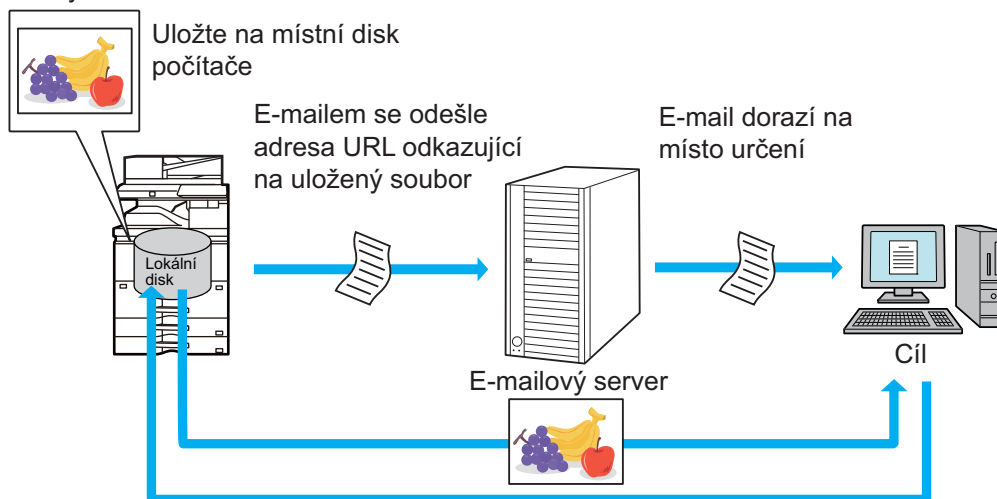 Uložte na místní disk
počítače
E-mailem se odešle
adresa URL odkazující
na uložený soubor
E-mail dorazí na
místo určení
Lokální
disk
Cíl
E-mailový server